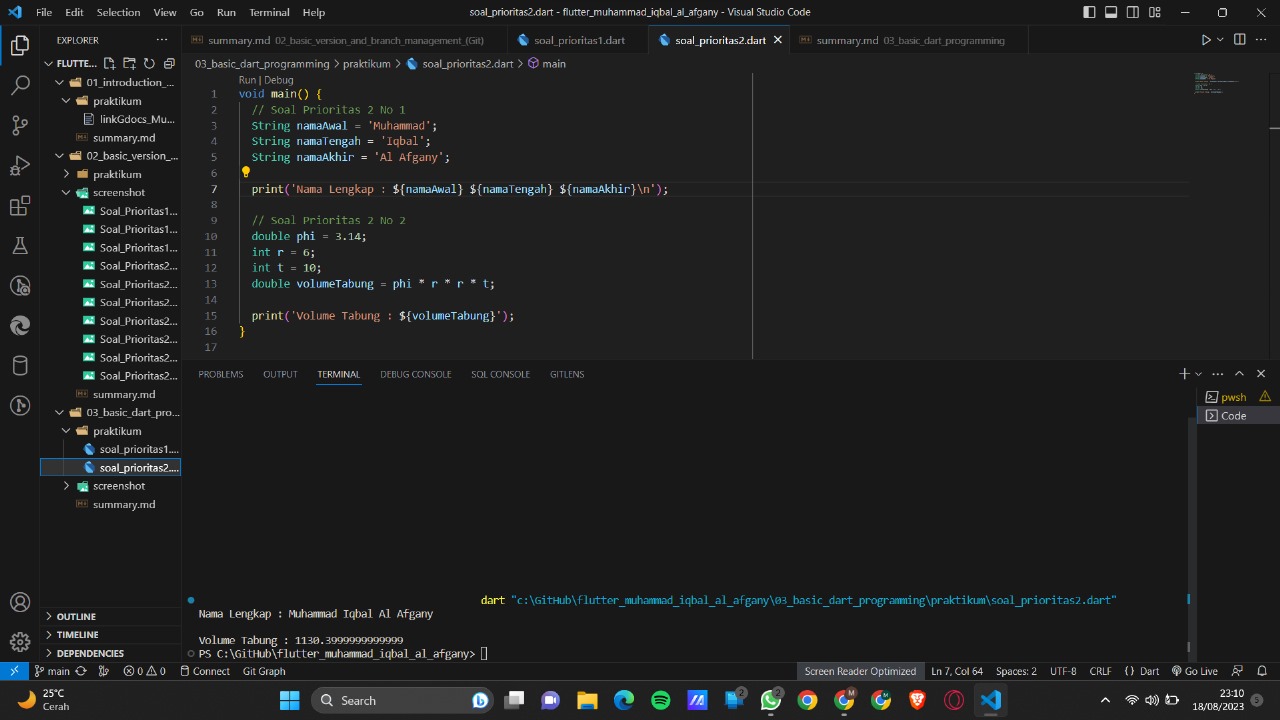 File Edit Selection View Go Run Terminal Help
soal_prioritas2.dart - flutter_muhammad_iqbal_al_afgany - Visual Studio Code
EXPLORER
summary.md 02_basic_version_and_branch_management_(Git)
soal_prioritas1.dart
soal_prioritas2.dart
summary.md 03_basic_dart_programming
FLUTTE...
01_introduction_...
praktikum
linkGdocs_Mu...
summary.md
02_basic_version_...
praktikum
screenshot
Soal_Prioritas1...
Soal_Prioritas1...
Soal_Prioritas1...
Soal_Prioritas2...
Soal_Prioritas2...
Soal_Prioritas2...
Soal_Prioritas2...
Soal_Prioritas2...
Soal_Prioritas2...
Soal_Prioritas2...
summary.md
03_basic_dart_pro...
praktikum
soal_prioritas1....
soal_prioritas2....
screenshot
summary.md
OUTLINE
TIMELINE
DEPENDENCIES
03_basic_dart_programming > praktikum > soal_prioritas2.dart > main
Run | Debug
1 void main() {
2 // Soal Prioritas 2 No 1
3 String namaAwal = 'Muhammad';
4 String namaTengah = 'Iqbal';
5 String namaAkhir = 'Al Afgany';
6
7 print('Nama Lengkap : ${namaAwal} ${namaTengah} ${namaAkhir}\n');
8
9 // Soal Prioritas 2 No 2
10 double phi = 3.14;
11 int r = 6;
12 int t = 10;
13 double volumeTabung = phi * r * r * t;
14
15 print('Volume Tabung : ${volumeTabung}');
16 }
17
PROBLEMS OUTPUT TERMINAL DEBUG CONSOLE SQL CONSOLE GITLENS
pwsh
Code
dart "c:\GitHub\flutter_muhammad_iqbal_al_afgany\03_basic_dart_programming\praktikum\soal_prioritas2.dart"
Nama Lengkap : Muhammad Iqbal Al Afgany
Volume Tabung : 1130.3999999999999
PS C:\GitHub\flutter_muhammad_iqbal_al_afgany>
main 0 0 Connect Git Graph Screen Reader Optimized Ln 7, Col 64 Spaces: 2 UTF-8 CRLF {} Dart Go Live
25°C
Cerah
Search
2
2
M
M
23:10
18/08/2023
5